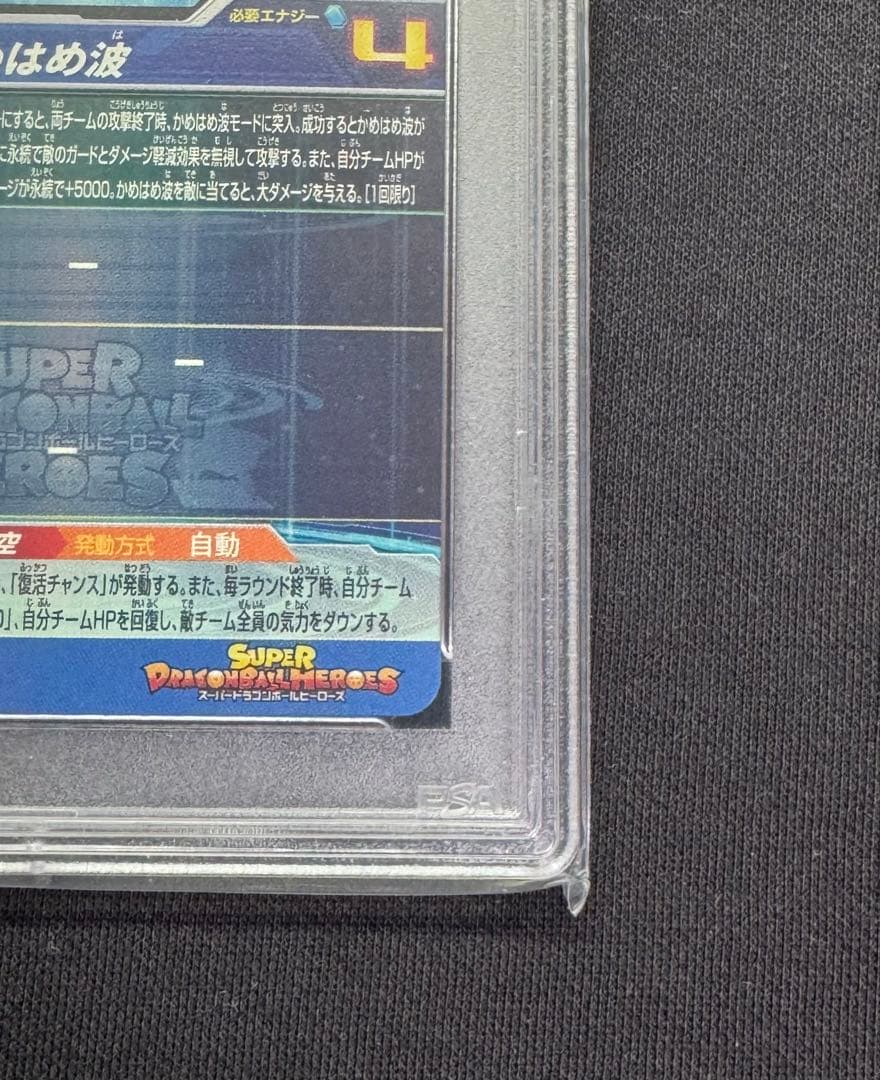 必要エナジー
4
はめ波
は
にすると、両チームの攻撃終了時、かめはめ波モードに突入。成功するとかめはめ波が
に永続で敵のガードとダメージ軽減効果を無視して攻撃する。また、自分チームHPが
ージが永続で+5000。かめはめ波を敵に当てると、大ダメージを与える。[1回限り]
SUPER
DRAGONBALL
ラゴンボールヒーローズ
HEROES
空 発動方式 自動
、「復活チャンス」が発動する。また、毎ラウンド終了時、自分チーム
0」、自分チームHPを回復し、敵チーム全員の気力をダウンする。
SUPER
DRAGONBALL HEROES
スーパードラゴンボールヒーローズ
PSA